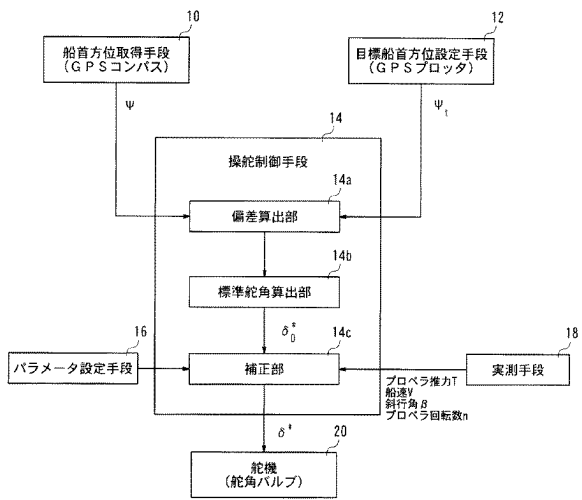 10
船首方位取得手段
(GPSコンパス)
12
目標船首方位設定手段
(GPSプロッタ)
Ψ
Ψt
14
操舵制御手段
14a
偏差算出部
14b
標準舵角算出部
δ0*
14c
補正部
16
パラメータ設定手段
18
実測手段
プロペラ推力T
船速V
斜行角β
プロペラ回転数n
δ*
20
舵機
(舵角バルブ)